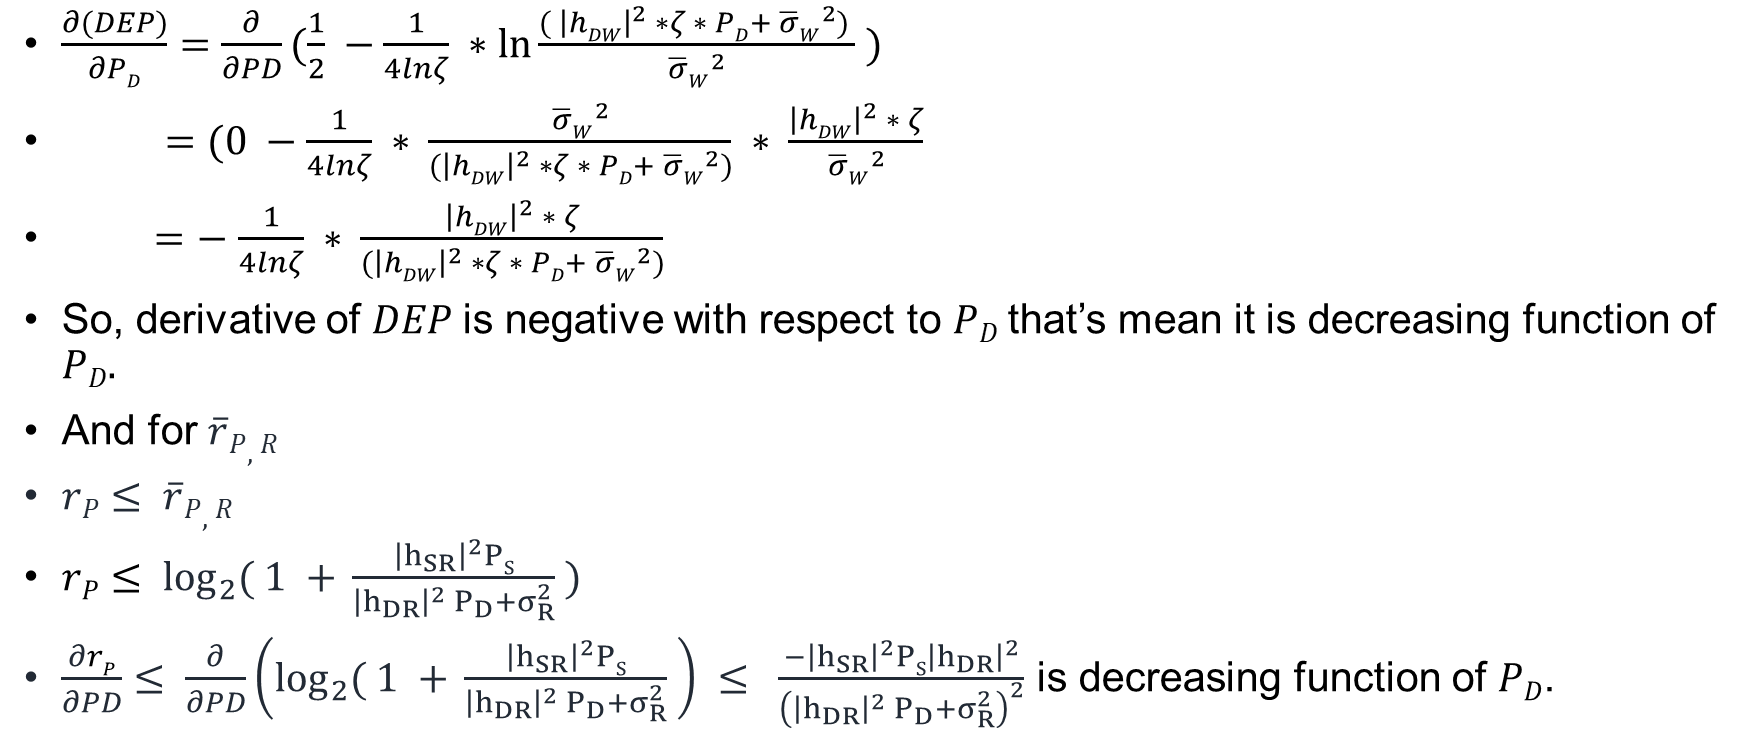 • ∂(DEP)/∂P_D = ∂/∂PD (1/2 − 1/(4lnζ) * ln ( |h_DW|² *ζ * P_D + σ̅_W²)/σ̅_W² )
• = (0 − 1/(4lnζ) * σ̅_W²/(|h_DW|² *ζ * P_D + σ̅_W²) * |h_DW|² * ζ/σ̅_W²
• = − 1/(4lnζ) * |h_DW|² * ζ/(|h_DW|² *ζ * P_D + σ̅_W²)
• So, derivative of DEP is negative with respect to P_D that’s mean it is decreasing function of
P_D.
• And for r̄_P,R
• r_P ≤ r̄_P,R
• r_P ≤ log₂( 1 + |h_SR|²P_S/(|h_DR|² P_D+σ_R²) )
• ∂r_P/∂PD ≤ ∂/∂PD (log₂( 1 + |h_SR|²P_S/(|h_DR|² P_D+σ_R²) ) ≤ −|h_SR|²P_S|h_DR|²/(|h_DR|² P_D+σ_R²)² is decreasing function of P_D.